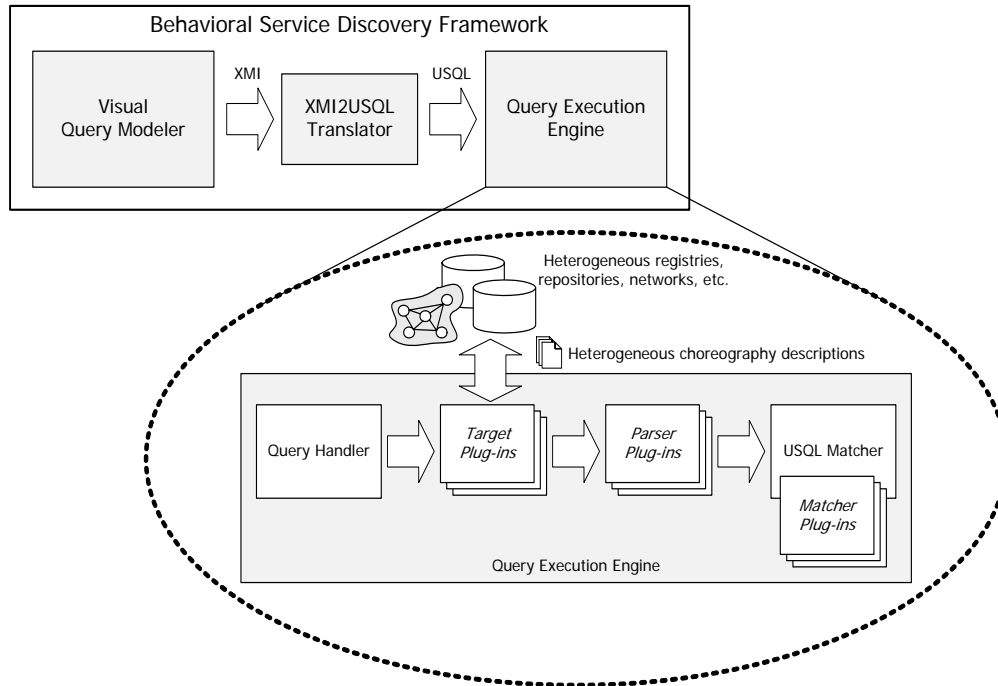 Behavioral Service Discovery Framework
Visual
Query Modeler
XMI
XMI2USQL
Translator
USQL
Query Execution
Engine
Heterogeneous registries,
repositories, networks, etc.
Heterogeneous choreography descriptions
Query Handler
Target
Plug-ins
Parser
Plug-ins
USQL Matcher
Matcher
Plug-ins
Query Execution Engine